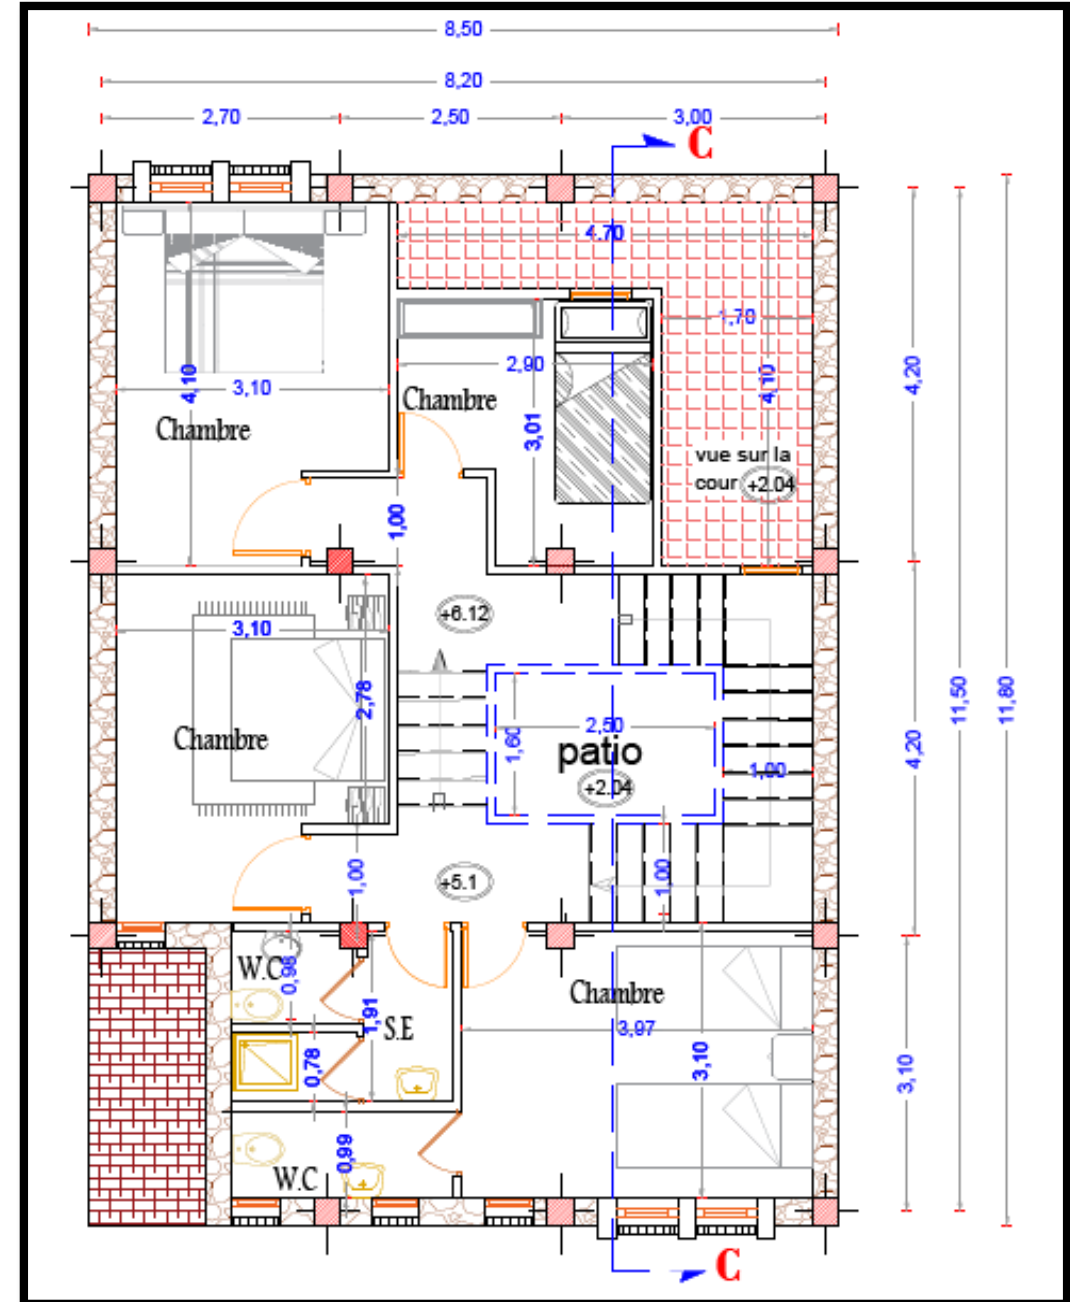 8,50
8,20
2,70
2,50
3,00
C
4.70
1,70
2,90
4,10
3,10
4,10
4,20
Chambre
Chambre
3,01
vue sur la
cour +2.04
1,00
+6.12
3,10
2,78
11,50
11,80
Chambre
1,60
2,50
patio
+2.04
1,00
4,20
1,00
+5.1
1,00
W.C
0,98
Chambre
1,91
S.E
3,97
0,78
3,10
3,10
0,99
W.C
C